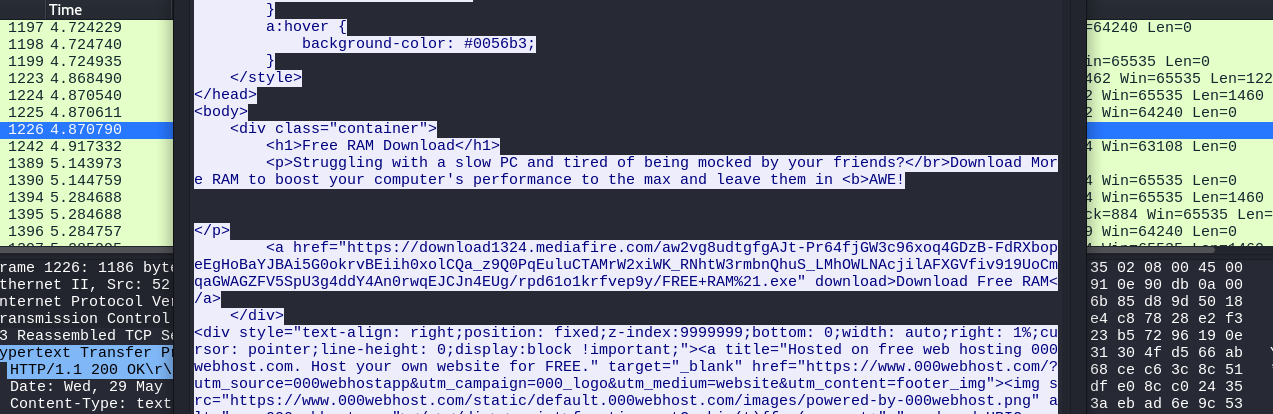 Time
1197 4.724229
1198 4.724740
1199 4.724935
1223 4.868490
1224 4.870540
1225 4.870611
1226 4.870790
1242 4.917332
1389 5.143973
1390 5.144759
1394 5.284688
1395 5.284688
1396 5.284757
rame 1226: 1186 byte
thernet II, Src: 52
nternet Protocol Ver
ransmission Control
3 Reassembled TCP Se
ypertext Transfer Pr
HTTP/1.1 200 OK\r\
Date: Wed, 29 May
Content-Type: text
}
a:hover {
background-color: #0056b3;
}
</style>
</head>
<body>
<div class="container">
<h1>Free RAM Download</h1>
<p>Struggling with a slow PC and tired of being mocked by your friends?</br>Download Mor
e RAM to boost your computer's performance to the max and leave them in <b>AWE!
</p>
<a href="https://download1324.mediafire.com/aw2vg8udtgfgAJt-Pr64fjGW3c96xoq4GDzB-FdRXbop
eEgHoBaYJBAi5G0okrvBEiih0xolCQa_z9Q0PqEuluCTAMrW2xiWK_RNhtW3rmbnQhuS_LMhOWLNAcjilAFXGVfiv919UoCm
qaGWAGZFV5SpU3g4ddY4An0rwqEJCJn4EUg/rpd61o1krfvep9y/FREE+RAM%21.exe" download>Download Free RAM<
/a>
</div>
<div style="text-align: right;position: fixed;z-index:9999999;bottom: 0;width: auto;right: 1%;cu
rsor: pointer;line-height: 0;display:block !important;"><a title="Hosted on free web hosting 000
webhost.com. Host your own website for FREE." target="_blank" href="https://www.000webhost.com/?
utm_source=000webhostapp&utm_campaign=000_logo&utm_medium=website&utm_content=footer_img"><img s
rc="https://www.000webhost.com/static/default.000webhost.com/images/powered-by-000webhost.png" a
=64240 Len=0
in=65535 Len=0
462 Win=65535 Len=122
2 Win=65535 Len=1460
2 Win=64240 Len=0
4 Win=63108 Len=0
4 Win=65535 Len=0
4 Win=65535 Len=1460
ck=884 Win=65535 Len=
9 Win=64240 Len=0
35 02 08 00 45 00
91 0e 90 db 0a 00
6b 85 d8 9d 50 18
e4 c8 78 28 e2 f3
23 b5 72 96 19 0e
31 30 4f d5 66 ab
68 ce c6 3c 8c 51
df e0 8c c0 24 35
3a eb ad 6e 9c 53